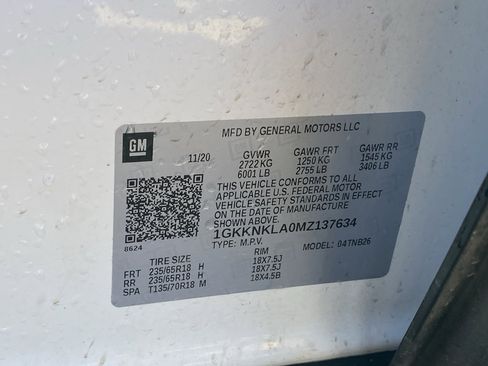 GM
MFD BY GENERAL MOTORS LLC
11/20 GVWR GAWR FRT GAWR RR
2722 KG 1250 KG 1545 KG
6001 LB 2755 LB 3406 LB
THIS VEHICLE CONFORMS TO ALL
APPLICABLE U.S. FEDERAL MOTOR
VEHICLE SAFETY STANDARDS IN EFFECT
ON THE DATE OF MANUFACTURE
SHOWN ABOVE.
1GKKNKLA0MZ137634
8624 TYPE: M.P.V. MODEL: 04TNB26
TIRE SIZE RIM
FRT 235/65R18 H 18X7.5J
RR 235/65R18 H 18X7.5J
SPA T135/70R18 M 18X4.5B